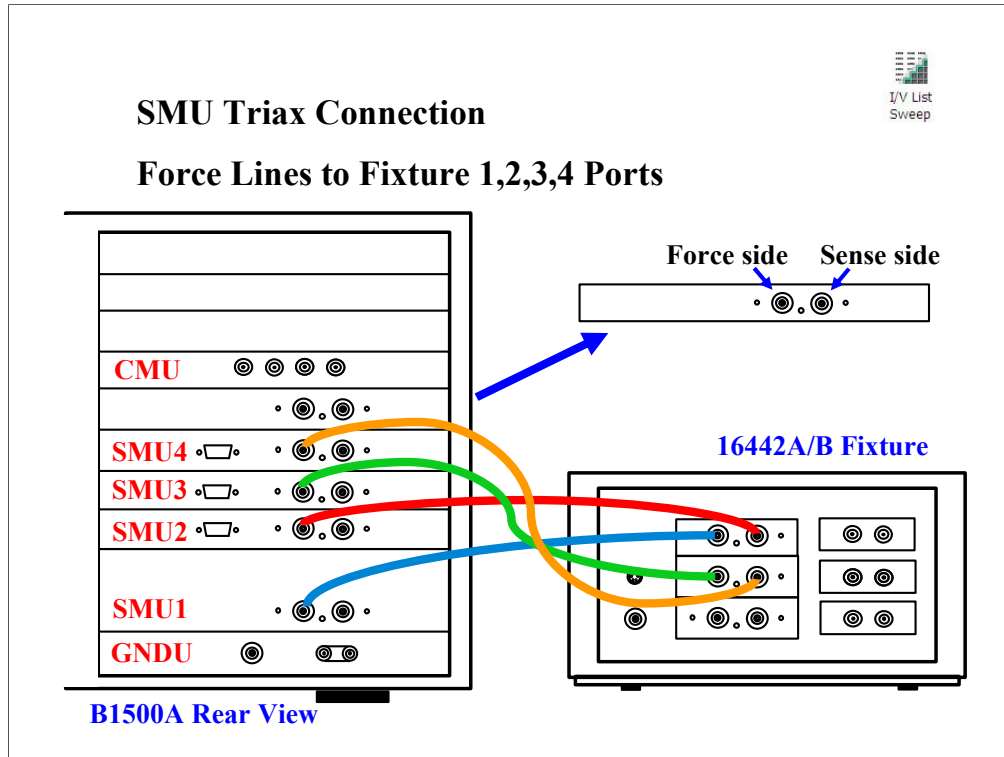 I/V List
Sweep
SMU Triax Connection
Force Lines to Fixture 1,2,3,4 Ports
Force side
Sense side
CMU
SMU4
SMU3
SMU2
SMU1
GNDU
16442A/B Fixture
B1500A Rear View